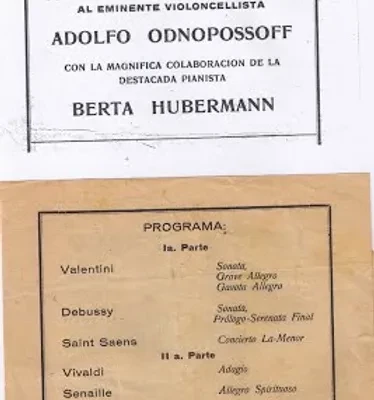 AL EMINENTE VIOLONCELLISTA
ADOLFO ODNOPOSSOFF
CON LA MAGNIFICA COLABORACION DE LA
DESTACADA PIANISTA
BERTA HUBERMANN
PROGRAMA:
Ia. Parte
Valentini Sonata,
Grave Allegro
Gavota Allegro
Debussy Sonata,
Prólogo-Serenata Final
Saint Saens Concierto La-Menor
II a. Parte
Vivaldi Adagio
Senaille Allegro Spirituoso